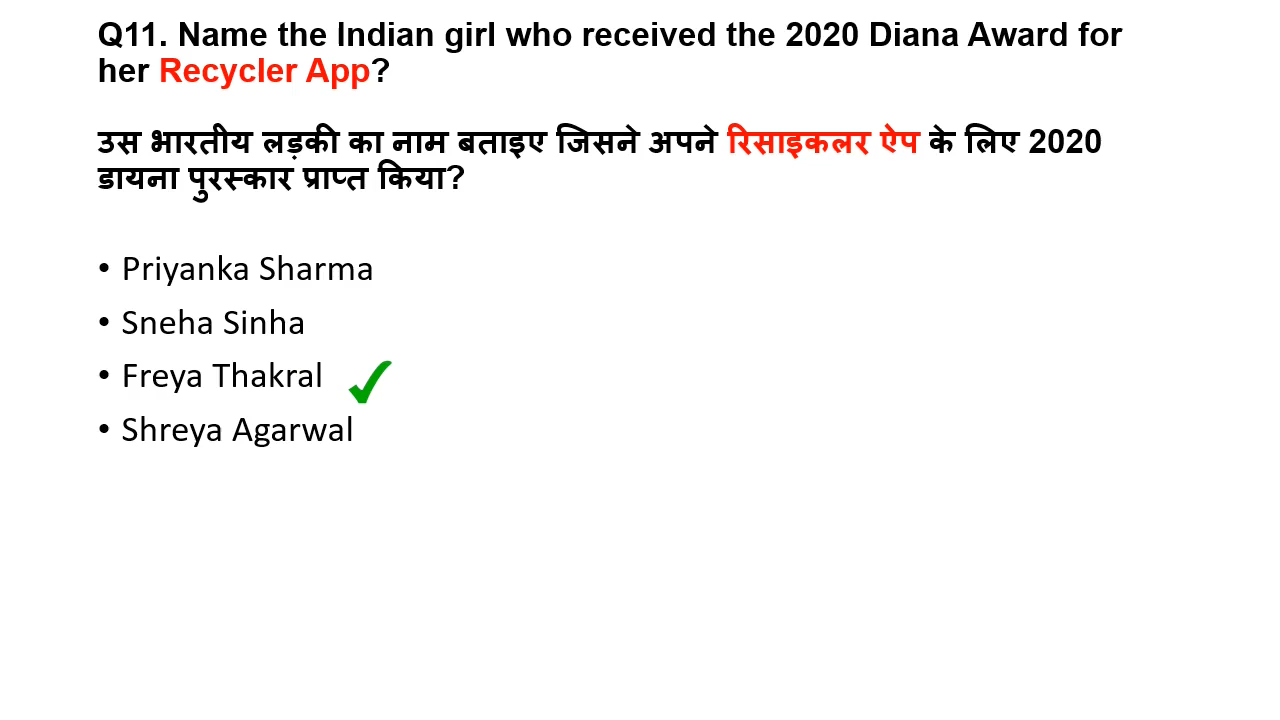 Q11. Name the Indian girl who received the 2020 Diana Award for
her Recycler App?
उस भारतीय लड़की का नाम बताइए जिसने अपने रिसाइकलर ऐप के लिए 2020
डायना पुरस्कार प्राप्त किया?
• Priyanka Sharma
• Sneha Sinha
• Freya Thakral
• Shreya Agarwal